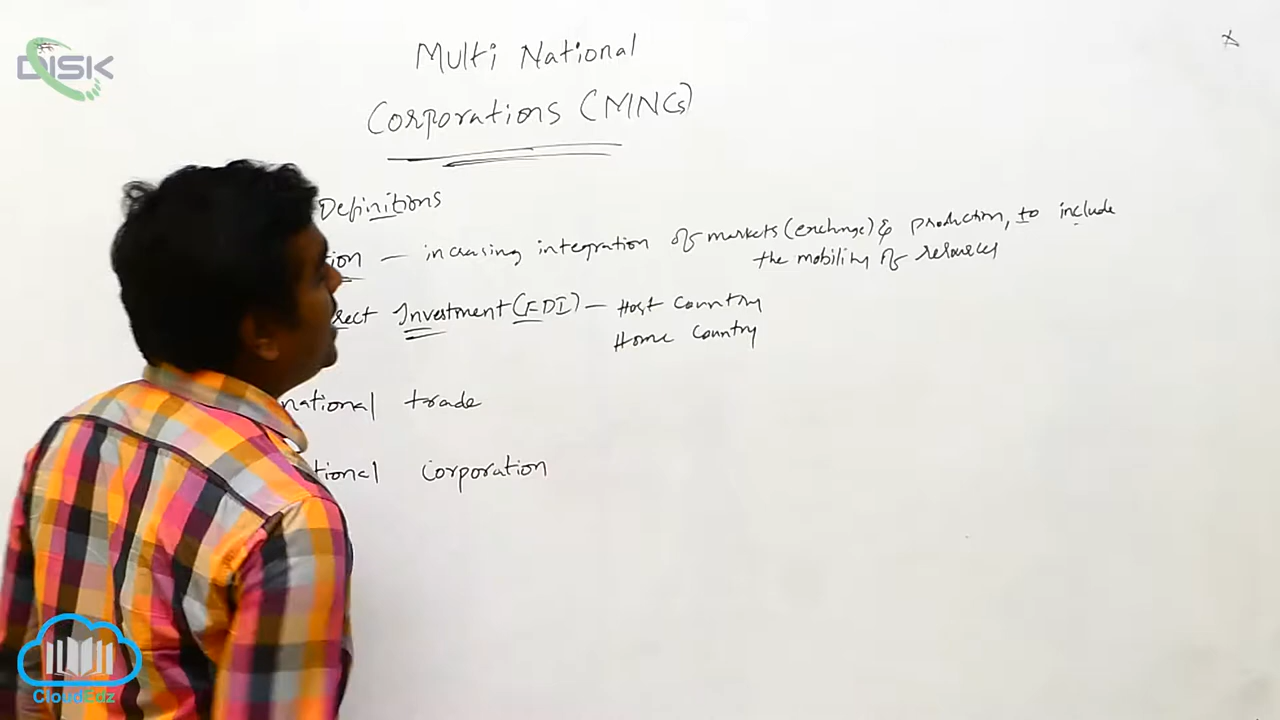 DISK
Multi National
Corporations (MNCs)
Definitions
tion — increasing integration of markets (exchange) & production, to include
the mobility of resources
rect Investment (FDI) — Host Country
Home Country
national trade
tional corporation
CloudEdz